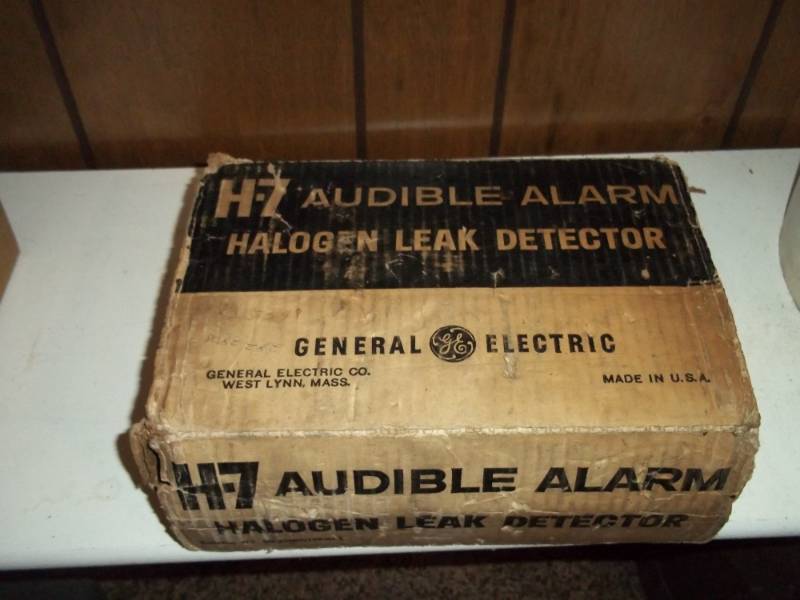 H-7 AUDIBLE ALARM
HALOGEN LEAK DETECTOR
GENERAL GE ELECTRIC
GENERAL ELECTRIC CO.
WEST LYNN, MASS.
MADE IN U.S.A.
H-7 AUDIBLE ALARM
HALOGEN LEAK DETECTOR